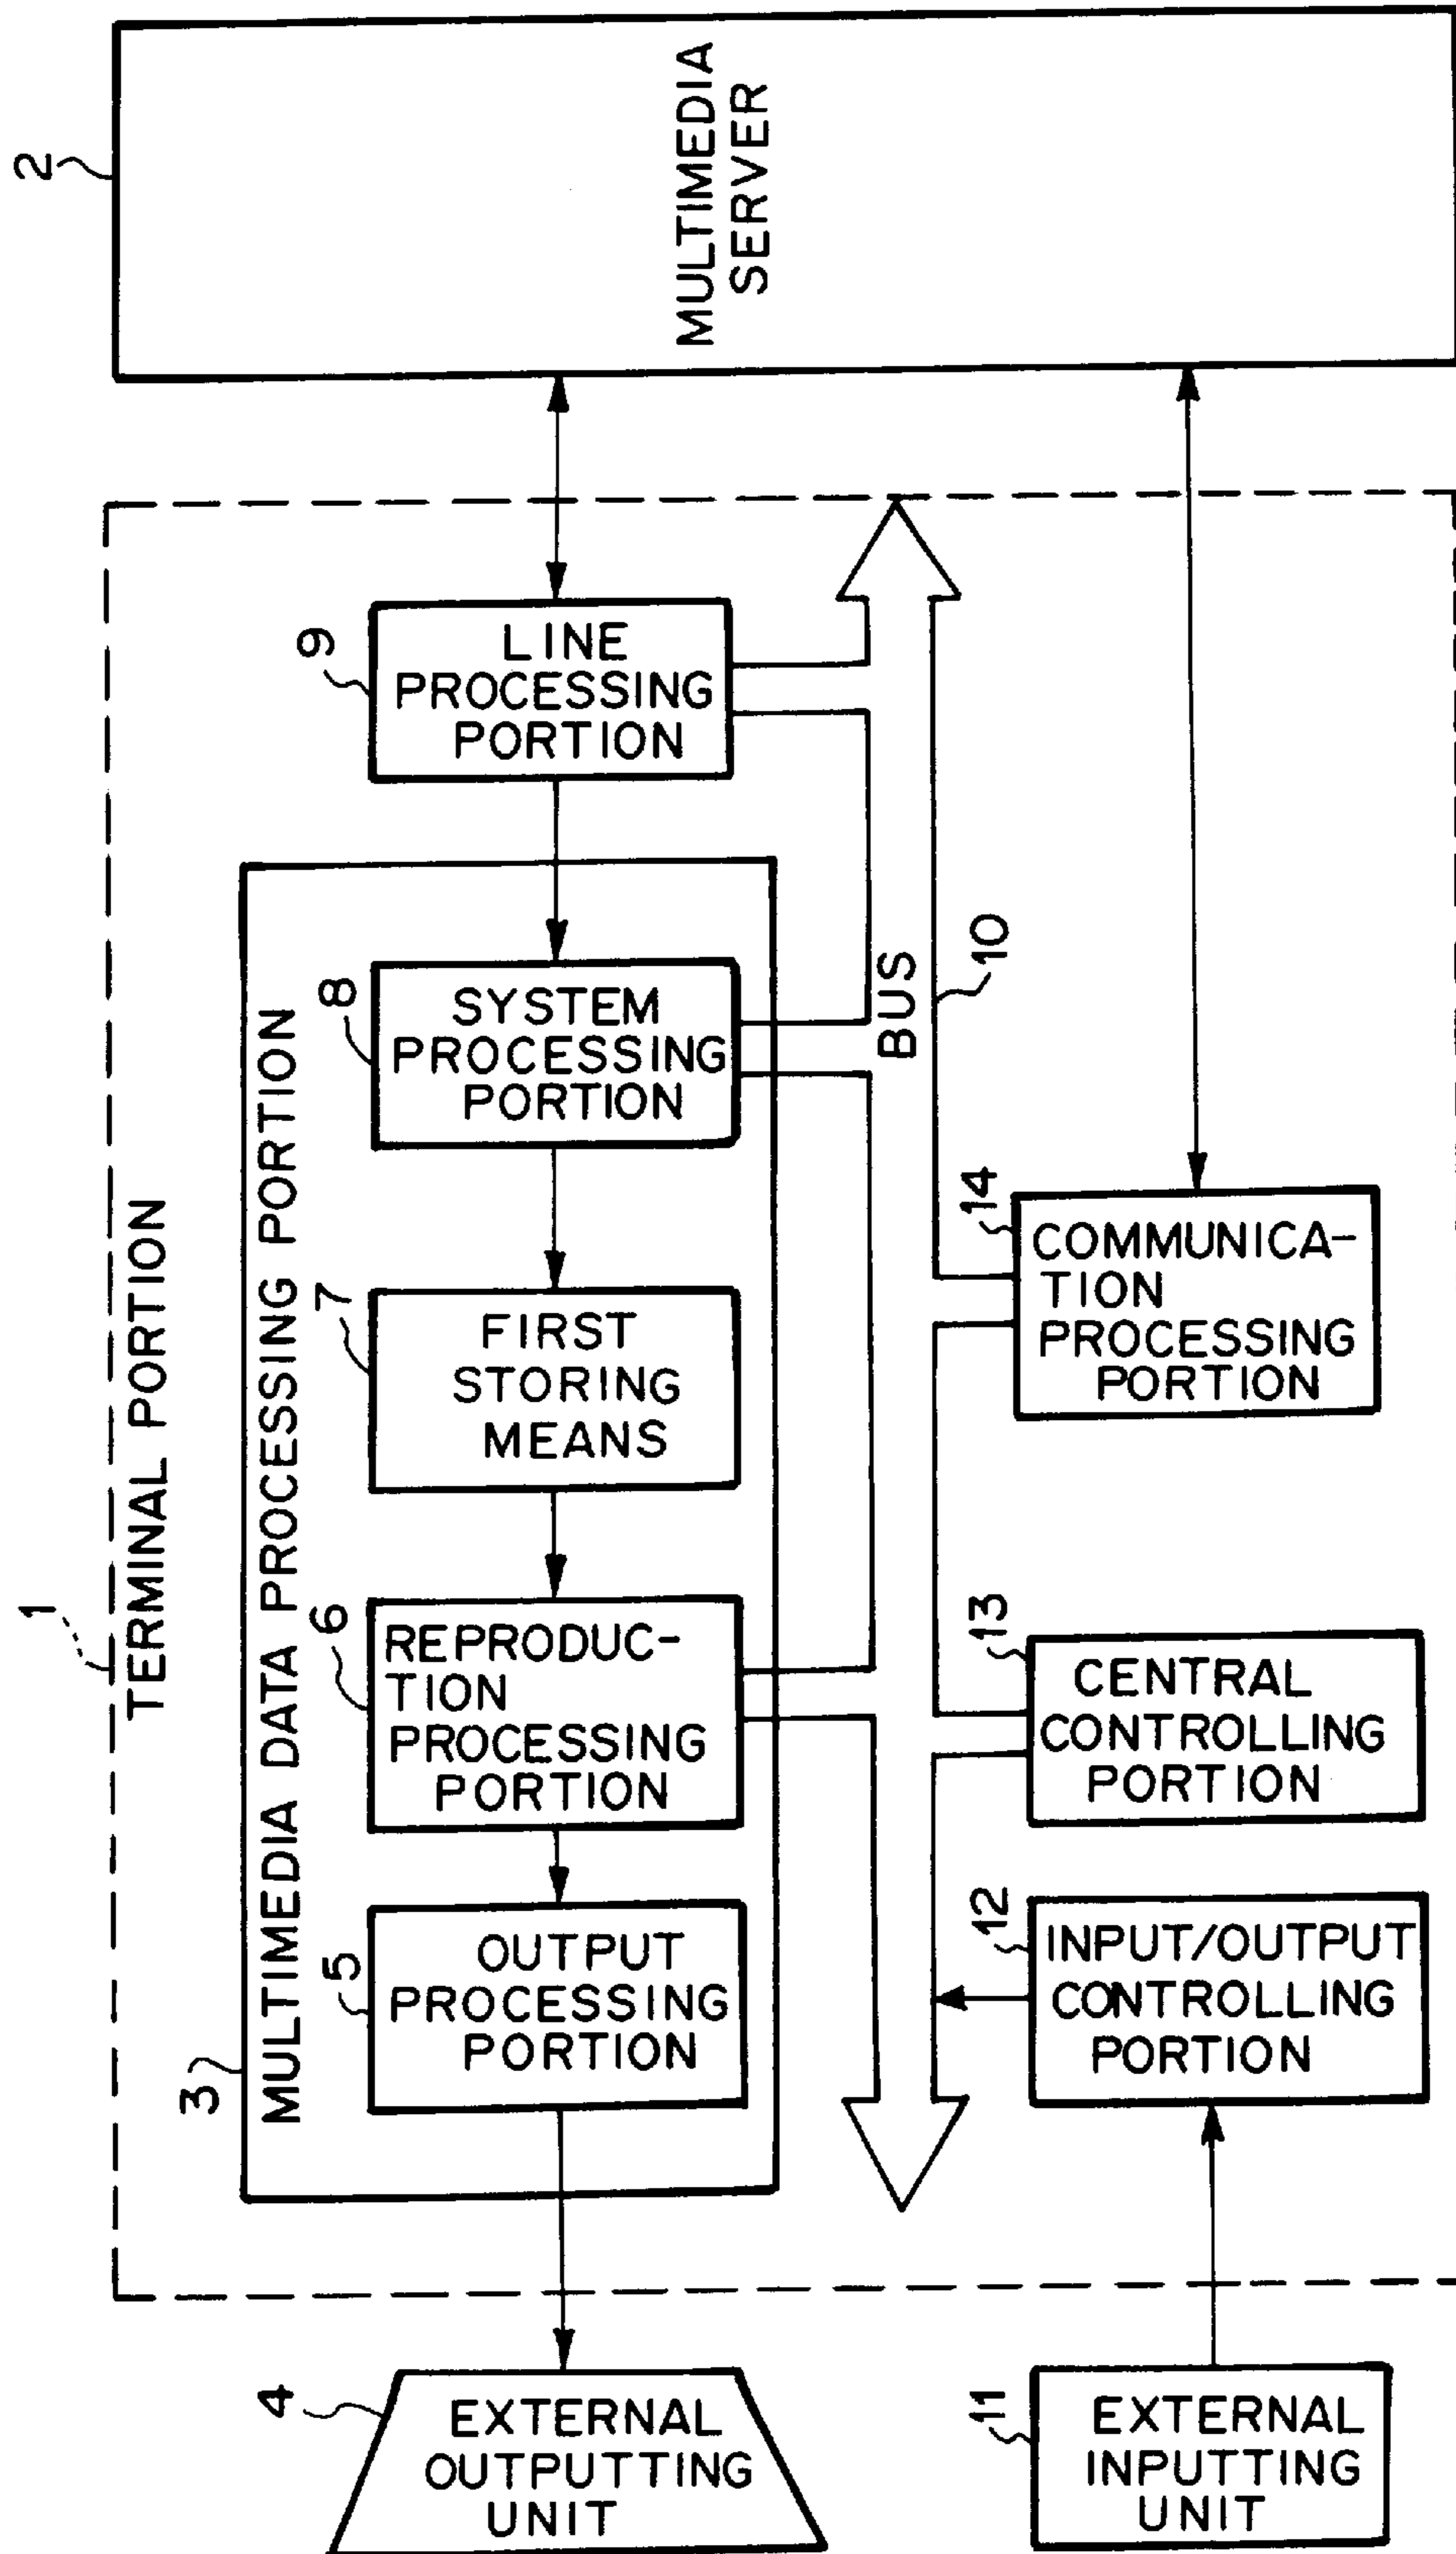 1
TERMINAL PORTION
3
MULTIMEDIA DATA PROCESSING PORTION
4
EXTERNAL
OUTPUTTING
UNIT
5
OUTPUT
PROCESSING
PORTION
6
REPRODUC-
TION
PROCESSING
PORTION
7
FIRST
STORING
MEANS
8
SYSTEM
PROCESSING
PORTION
9
LINE
PROCESSING
PORTION
2
MULTIMEDIA
SERVER
BUS
10
11
EXTERNAL
INPUTTING
UNIT
12
INPUT/OUTPUT
CONTROLLING
PORTION
13
CENTRAL
CONTROLLING
PORTION
14
COMMUNICA-
TION
PROCESSING
PORTION